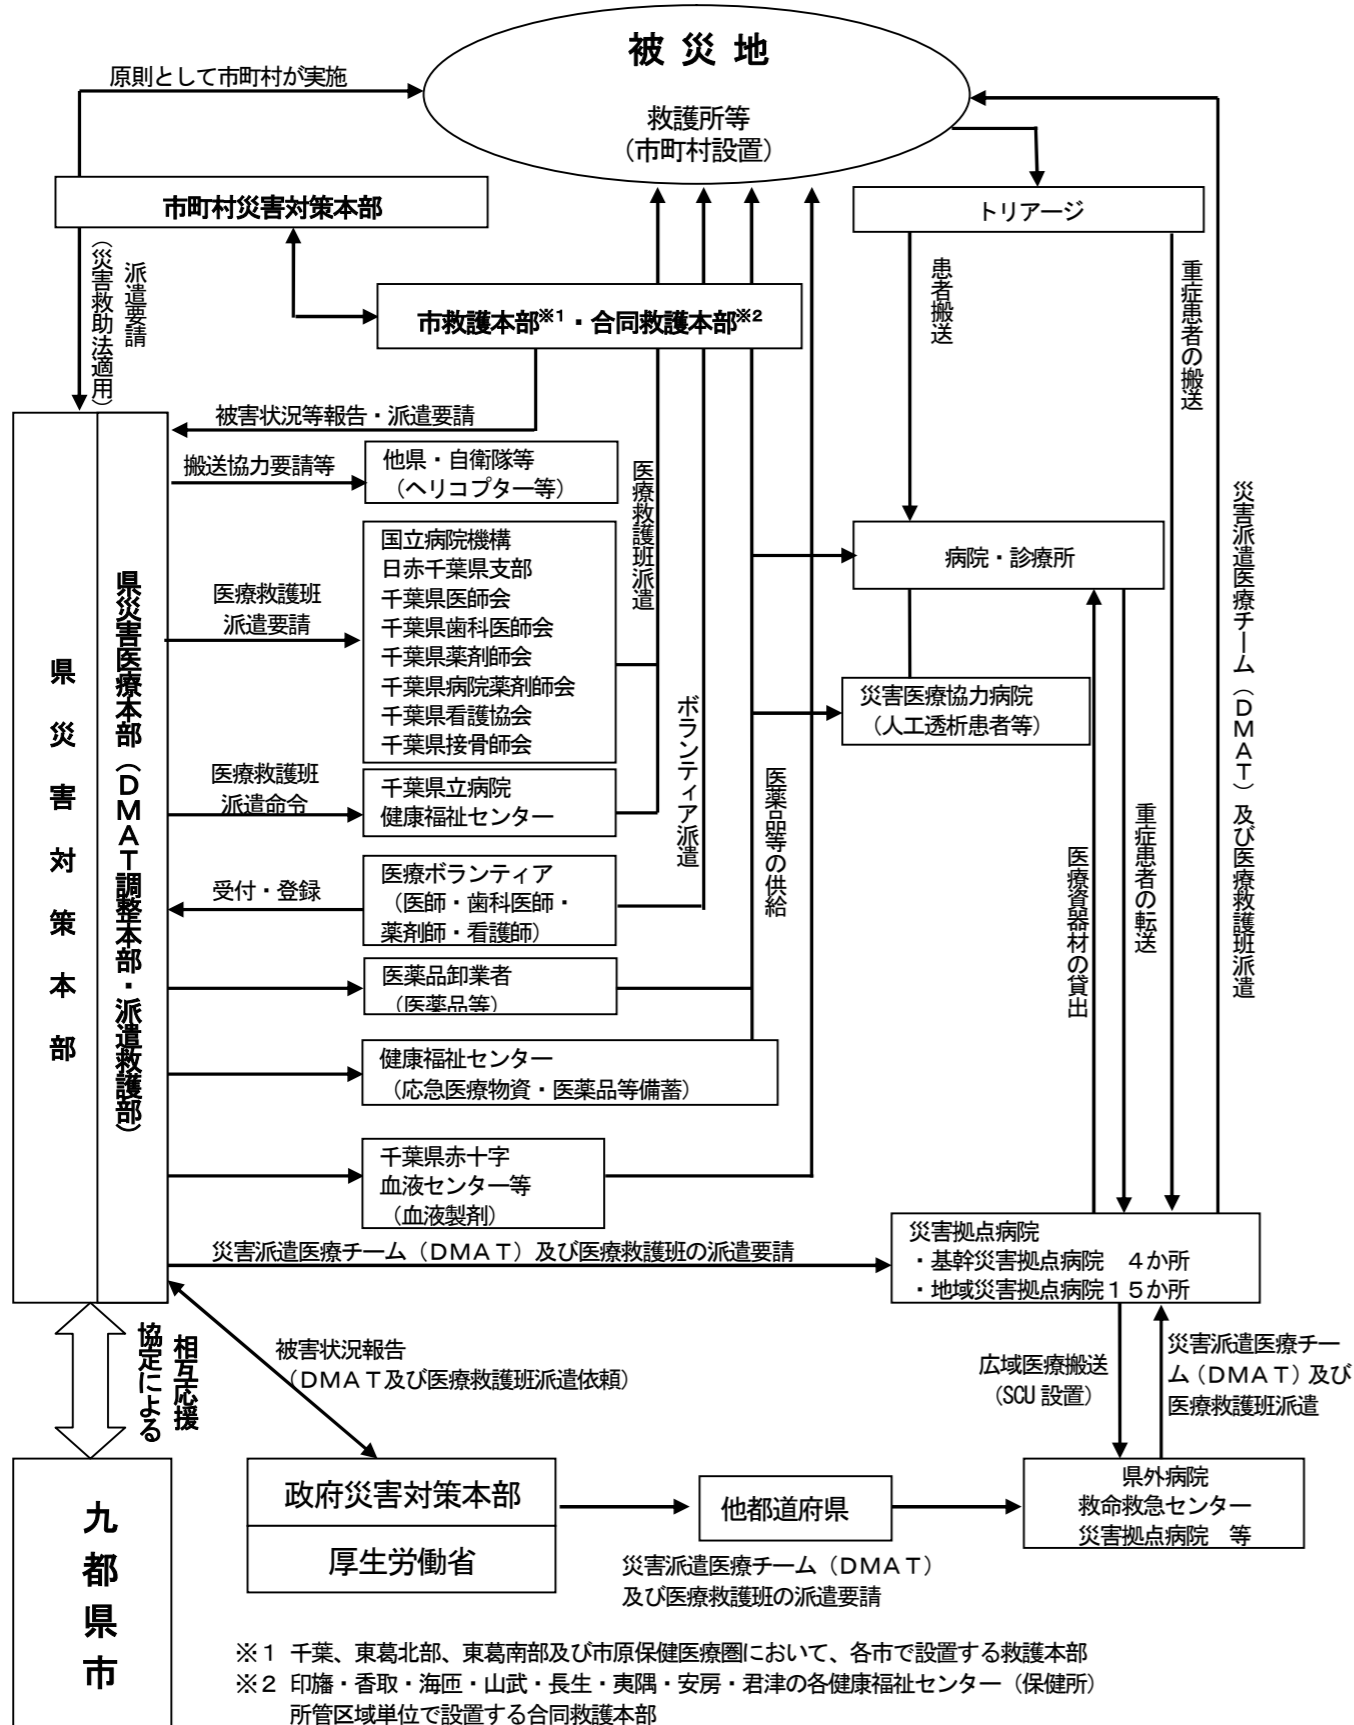 被災地
救護所等
（市町村設置）
原則として市町村が実施
市町村災害対策本部
トリアージ
派遣要請
（災害救助法適用）
市救護本部※1・合同救護本部※2
患者搬送
重症患者の搬送
被害状況等報告・派遣要請
搬送協力要請等
他県・自衛隊等
（ヘリコプター等）
医療救護班派遣
災害派遣医療チーム（DMAT）及び医療救護班派遣
県災害対策本部
県災害医療本部（DMAT調整本部・派遣救護部）
医療救護班
派遣要請
国立病院機構
日赤千葉県支部
千葉県医師会
千葉県歯科医師会
千葉県薬剤師会
千葉県病院薬剤師会
千葉県看護協会
千葉県接骨師会
病院・診療所
災害医療協力病院
（人工透析患者等）
ボランティア派遣
医薬品等の供給
医療救護班
派遣命令
千葉県立病院
健康福祉センター
重症患者の転送
医療資器材の貸出
受付・登録
医療ボランティア
（医師・歯科医師・
薬剤師・看護師）
医薬品卸業者
（医薬品等）
健康福祉センター
（応急医療物資・医薬品等備蓄）
千葉県赤十字
血液センター等
（血液製剤）
災害派遣医療チーム（DMAT）及び医療救護班の派遣要請
災害拠点病院
・基幹災害拠点病院　4か所
・地域災害拠点病院15か所
相互応援
協定による
被害状況報告
（DMAT及び医療救護班派遣依頼）
広域医療搬送
（SCU設置）
災害派遣医療チー
ム（DMAT）及び
医療救護班派遣
九都県市
政府災害対策本部
厚生労働省
他都道府県
県外病院
救命救急センター
災害拠点病院　等
災害派遣医療チーム（DMAT）
及び医療救護班の派遣要請
※1 千葉、東葛北部、東葛南部及び市原保健医療圏において、各市で設置する救護本部
※2 印旛・香取・海匝・山武・長生・夷隅・安房・君津の各健康福祉センター（保健所）
所管区域単位で設置する合同救護本部